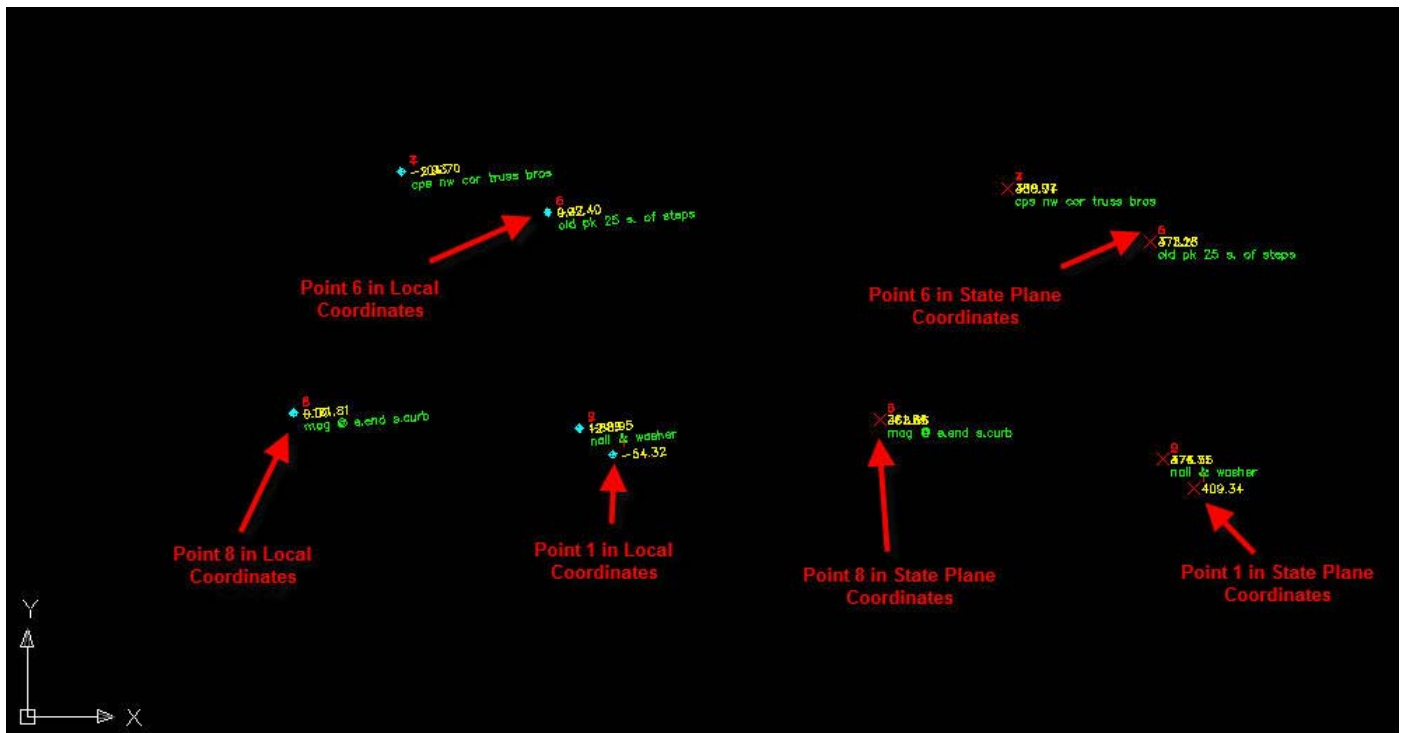 cps nw cor truss bros
6
old pk 25 s. of steps
cps nw cor truss bros
6
old pk 25 s. of steps
Point 6 in Local
Coordinates
Point 6 in State Plane
Coordinates
mag @ e.end s.curb
nail & washer
-54.32
mag @ e.end s.curb
nail & washer
409.34
Point 8 in Local
Coordinates
Point 1 in Local
Coordinates
Point 8 in State Plane
Coordinates
Point 1 in State Plane
Coordinates
Y
X